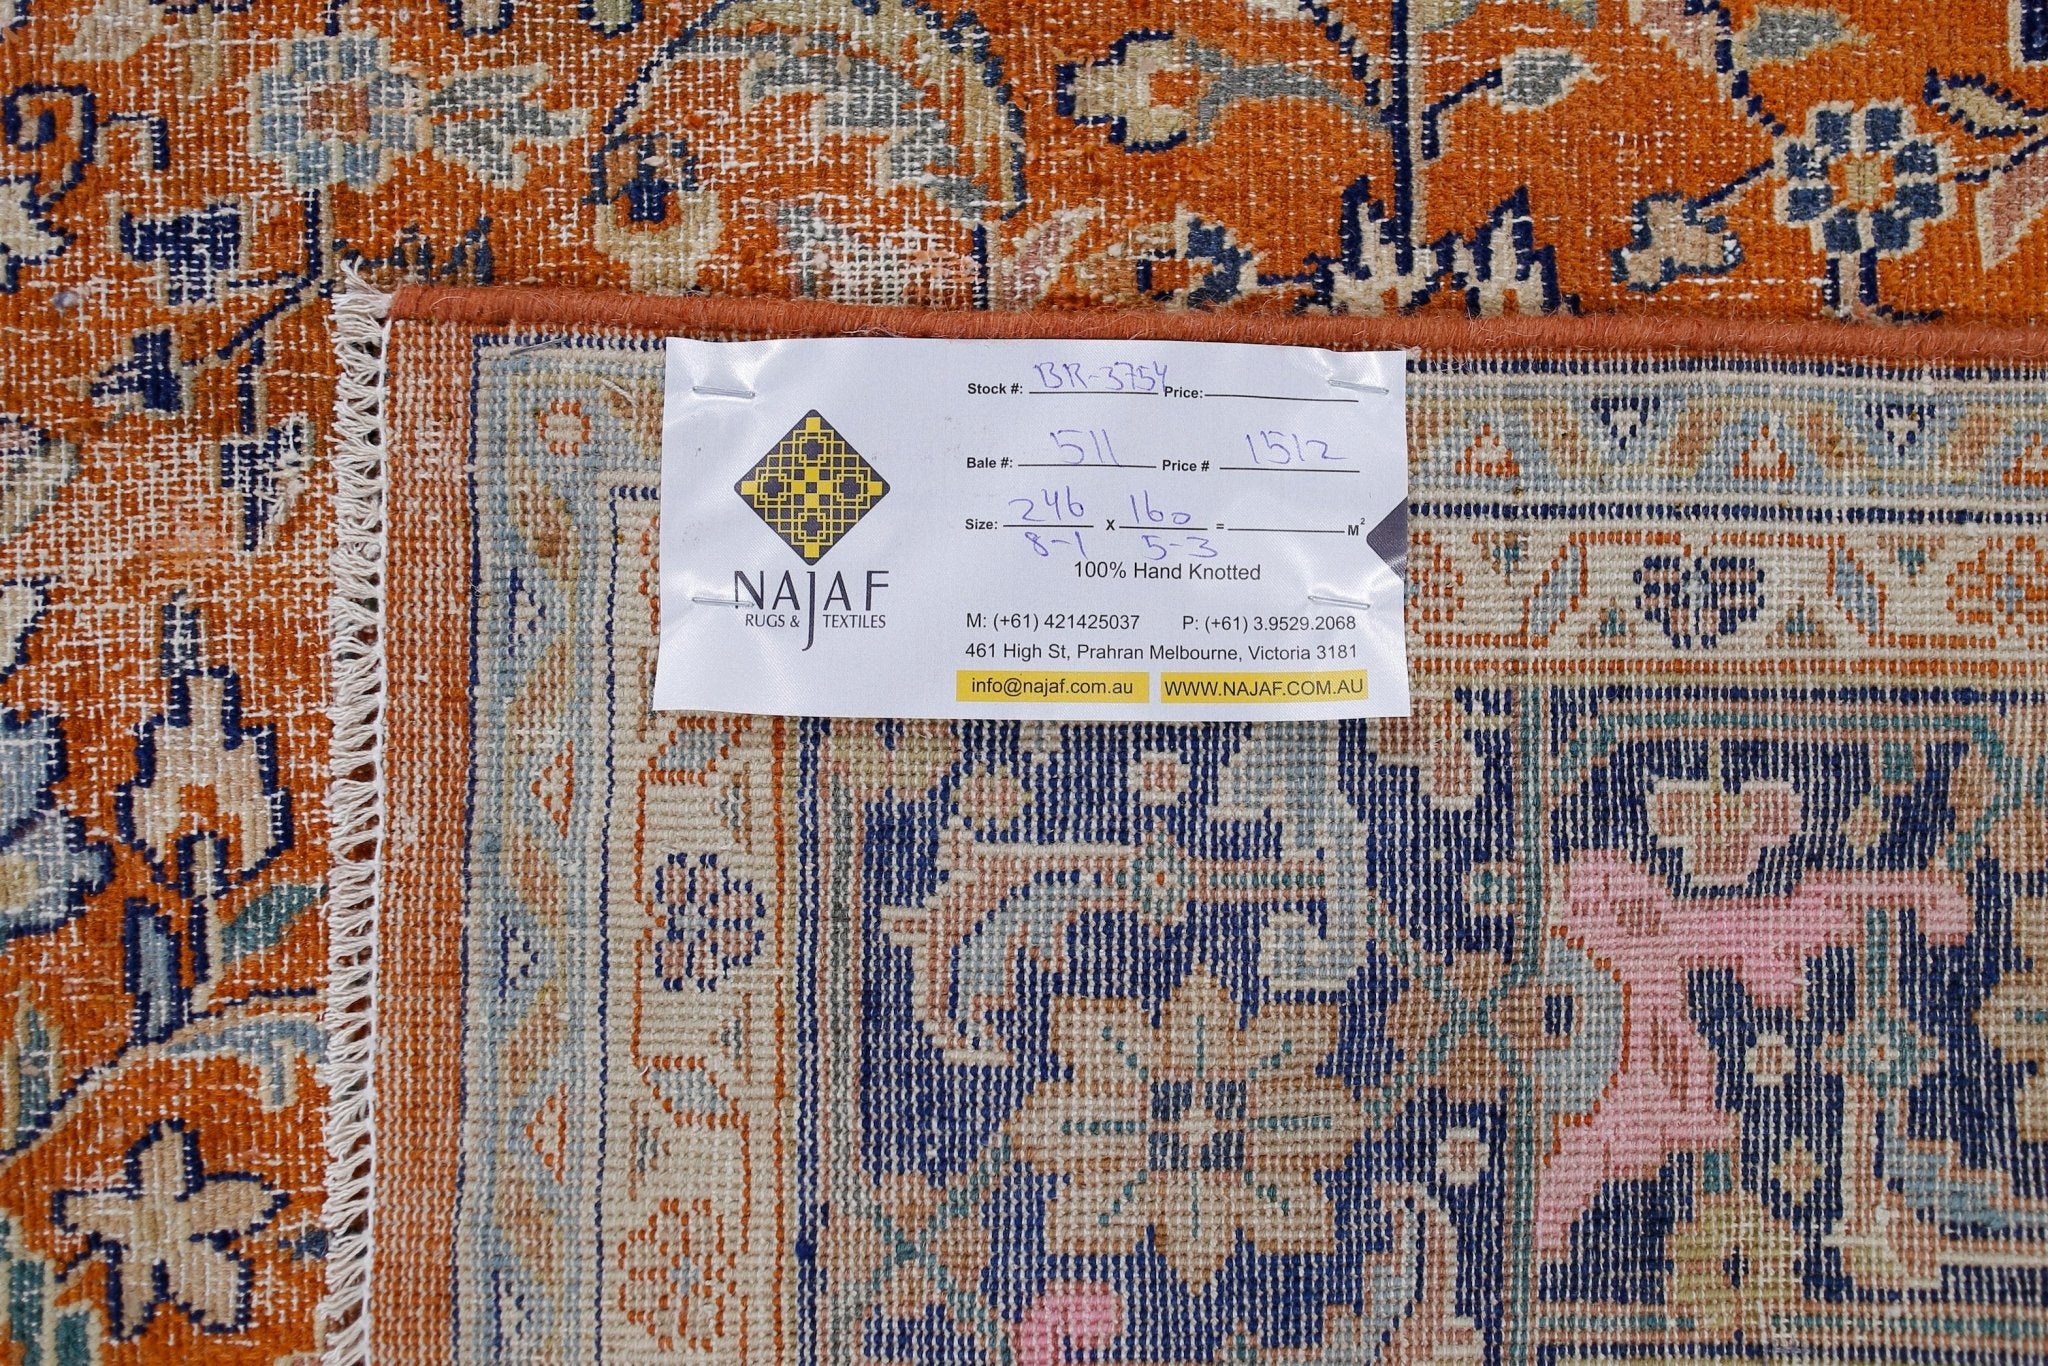 NAJAF
RUGS & TEXTILES
Stock #: BR-3754 Price:
Bale #: 1511 Price # 1512
Size: 246 X 160 = M²
8-1 5-3
100% Hand Knotted
M: (+61) 421425037 P: (+61) 3.9529.2068
461 High St, Prahran Melbourne, Victoria 3181
info@najaf.com.au WWW.NAJAF.COM.AU